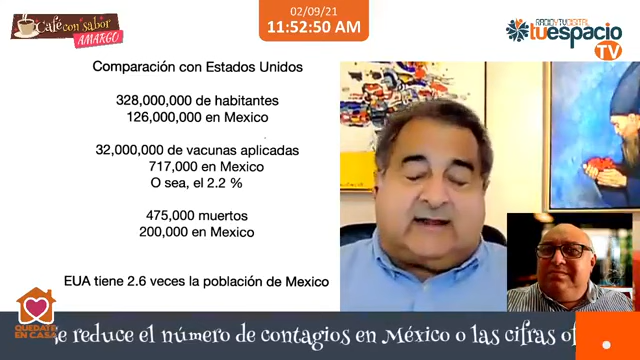 Café con sabor
AMARGO
02/09/21
11:52:50 AM
RADIO Y TV DIGITAL
tuespacio
TV
Comparación con Estados Unidos
328,000,000 de habitantes
126,000,000 en Mexico
32,000,000 de vacunas aplicadas
717,000 en Mexico
O sea, el 2.2 %
475,000 muertos
200,000 en Mexico
EUA tiene 2.6 veces la población de Mexico
QUÉDATE
EN CASA
se reduce el número de contagios en México o las cifras of